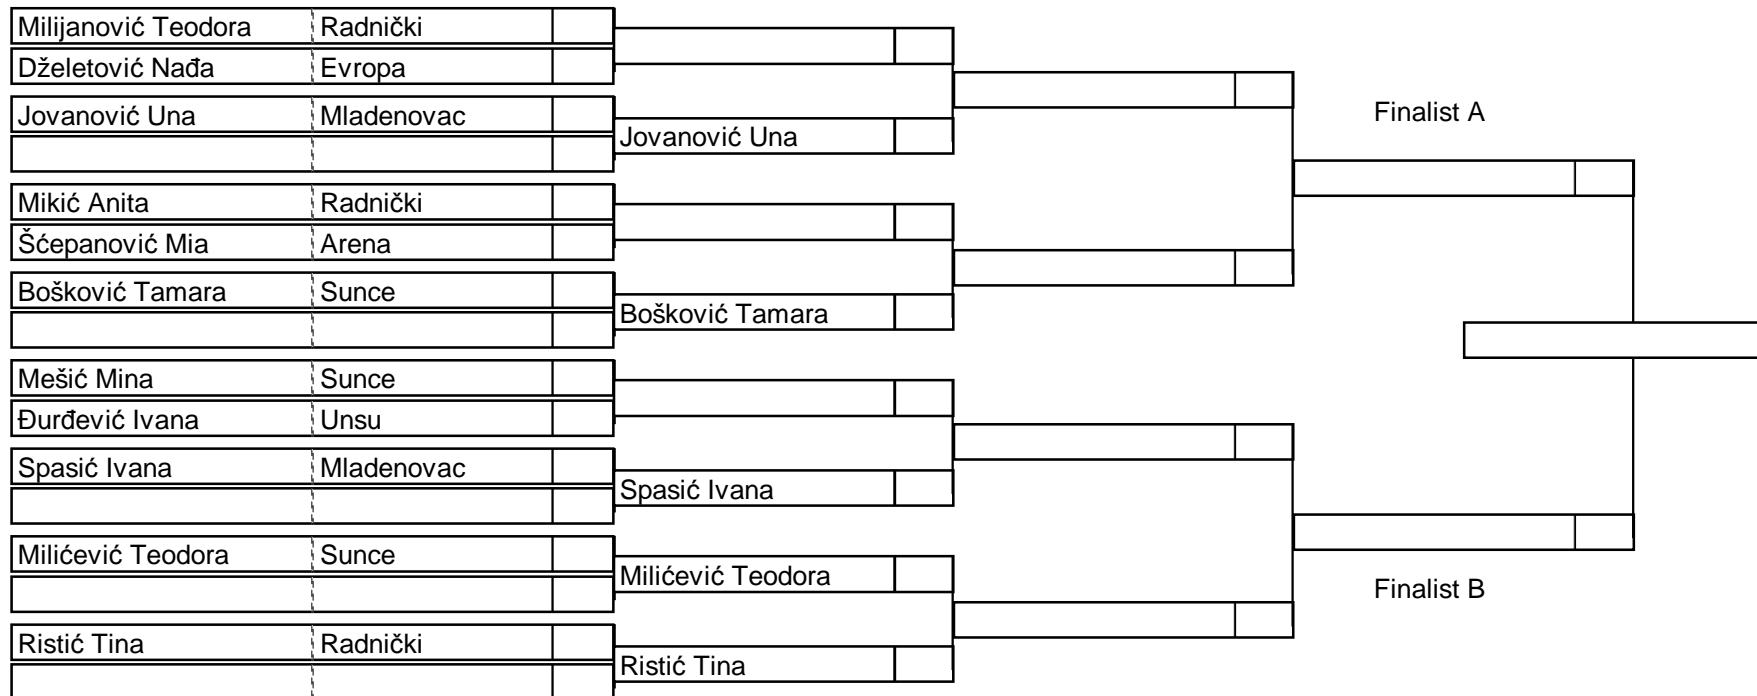 Milijanović Teodora Radnički
Dželetović Nađa Evropa
Jovanović Una Mladenovac
Jovanović Una
Mikić Anita Radnički
Šćepanović Mia Arena
Bošković Tamara Sunce
Bošković Tamara
Mešić Mina Sunce
Đurđević Ivana Unsu
Spasić Ivana Mladenovac
Spasić Ivana
Milićević Teodora Sunce
Milićević Teodora
Ristić Tina Radnički
Ristić Tina
Finalist A
Finalist B